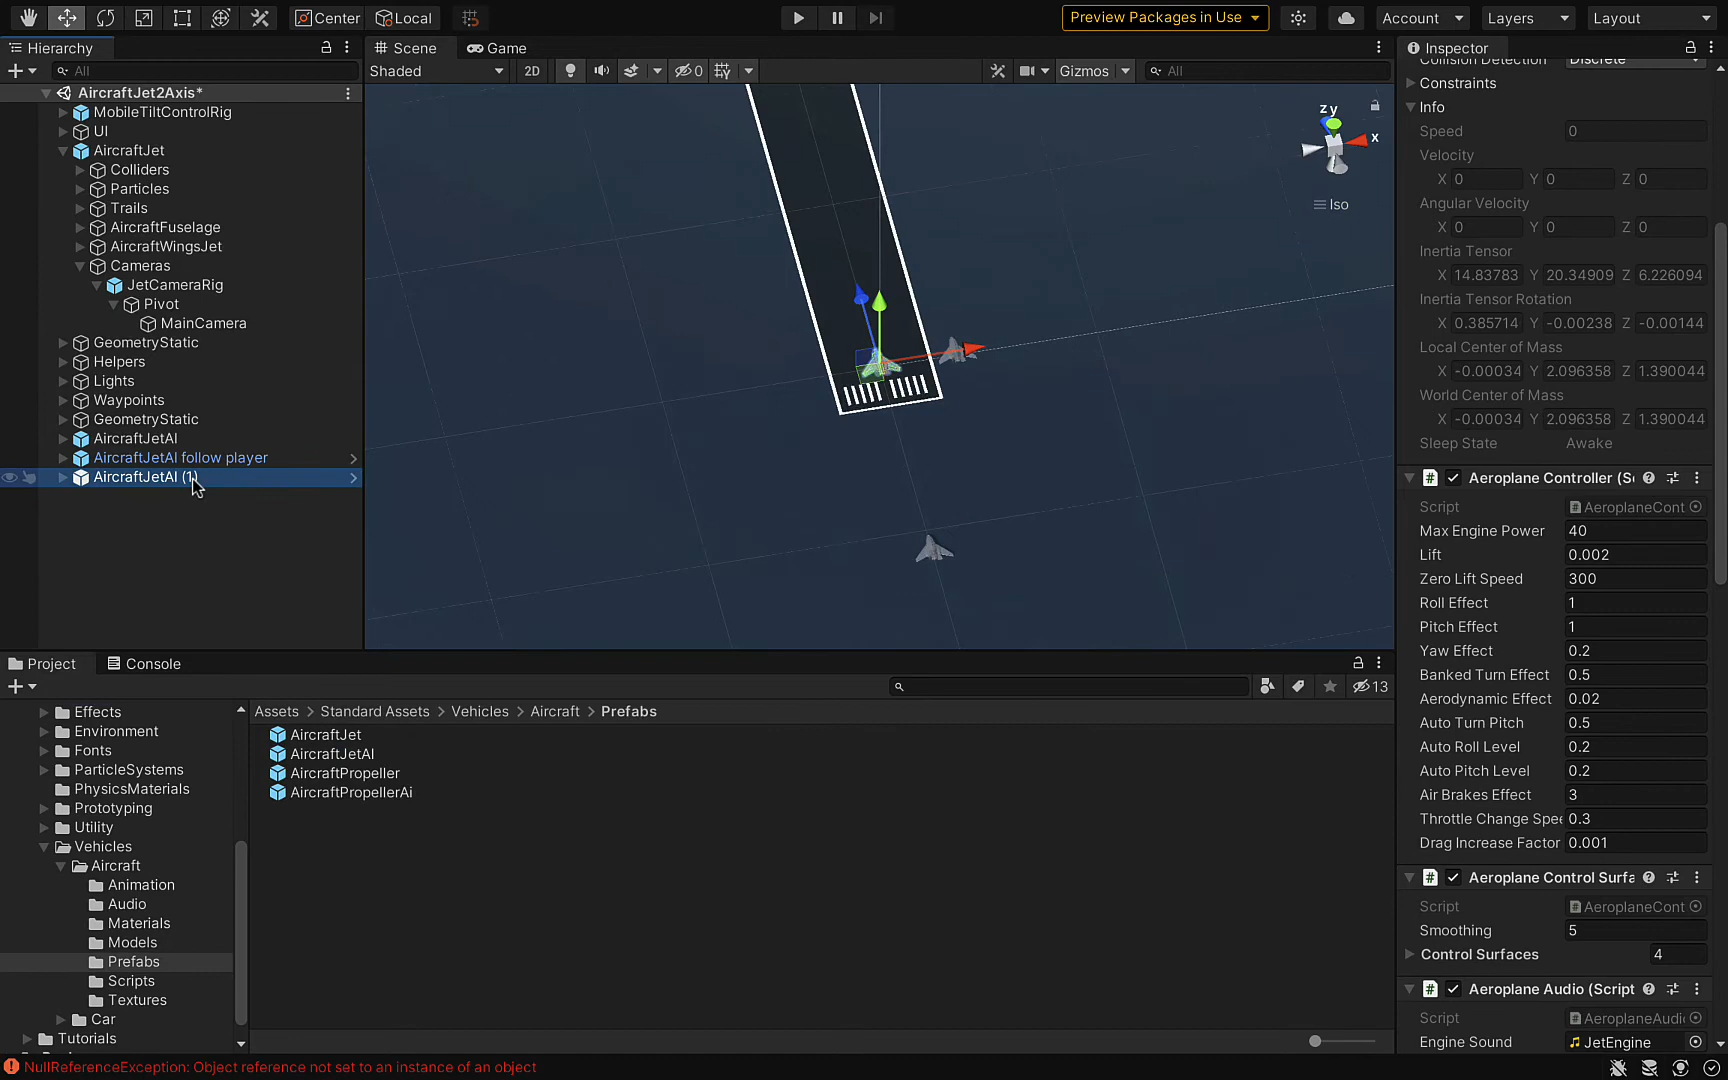 Center
Local
Preview Packages in Use
Account
Layers
Layout
Hierarchy
All
AircraftJet2Axis*
MobileTiltControlRig
UI
AircraftJet
Colliders
Particles
Trails
AircraftFuselage
AircraftWingsJet
Cameras
JetCameraRig
Pivot
MainCamera
GeometryStatic
Helpers
Lights
Waypoints
GeometryStatic
AircraftJetAI
AircraftJetAI follow player
AircraftJetAI (1)
Scene
Game
Shaded
2D
0
Gizmos
All
z y
x
Iso
Inspector
Collision Detection Discrete
Constraints
Info
Speed 0
Velocity
X 0 Y 0 Z 0
Angular Velocity
X 0 Y 0 Z 0
Inertia Tensor
X 14.83783 Y 20.34909 Z 6.226094
Inertia Tensor Rotation
X 0.385714 Y -0.00238 Z -0.00144
Local Center of Mass
X -0.00034 Y 2.096358 Z 1.390044
World Center of Mass
X -0.00034 Y 2.096358 Z 1.390044
Sleep State Awake
# Aeroplane Controller (Sc
Script AeroplaneCont
Max Engine Power 40
Lift 0.002
Zero Lift Speed 300
Roll Effect 1
Pitch Effect 1
Yaw Effect 0.2
Banked Turn Effect 0.5
Aerodynamic Effect 0.02
Auto Turn Pitch 0.5
Auto Roll Level 0.2
Auto Pitch Level 0.2
Air Brakes Effect 3
Throttle Change Spee 0.3
Drag Increase Factor 0.001
# Aeroplane Control Surfa
Script AeroplaneCont
Smoothing 5
Control Surfaces 4
# Aeroplane Audio (Script
Script AeroplaneAudi
Engine Sound JetEngine
Project
Console
13
Effects
Environment
Fonts
ParticleSystems
PhysicsMaterials
Prototyping
Utility
Vehicles
Aircraft
Animation
Audio
Materials
Models
Prefabs
Scripts
Textures
Car
Tutorials
Assets > Standard Assets > Vehicles > Aircraft > Prefabs
AircraftJet
AircraftJetAI
AircraftPropeller
AircraftPropellerAi
NullReferenceException: Object reference not set to an instance of an object